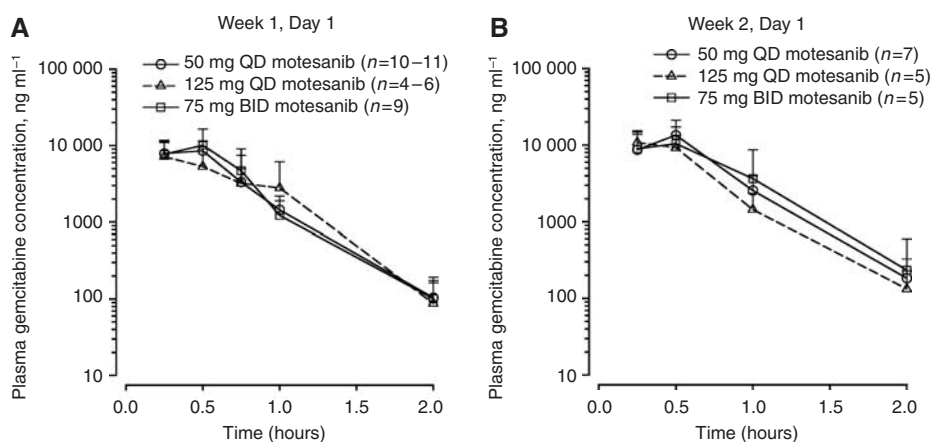 A
Week 1, Day 1
50 mg QD motesanib (n=10–11)
125 mg QD motesanib (n=4–6)
75 mg BID motesanib (n=9)
Plasma gemcitabine concentration, ng ml⁻¹
100 000
10 000
1000
100
10
0.0 0.5 1.0 1.5 2.0
Time (hours)
B
Week 2, Day 1
50 mg QD motesanib (n=7)
125 mg QD motesanib (n=5)
75 mg BID motesanib (n=5)
Plasma gemcitabine concentration, ng ml⁻¹
100 000
10 000
1000
100
10
0.0 0.5 1.0 1.5 2.0
Time (hours)